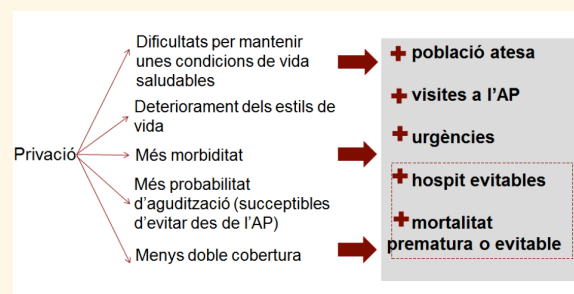 Privació
Dificultats per mantenir
unes condicions de vida
saludables
Deteriorament dels estils de
vida
Més morbiditat
Més probabilitat
d'agudització (susceptibles
d'evitar des de l'AP)
Menys doble cobertura
+ població atesa
+ visites a l'AP
+ urgències
+ hospit evitables
+ mortalitat
prematura o evitable